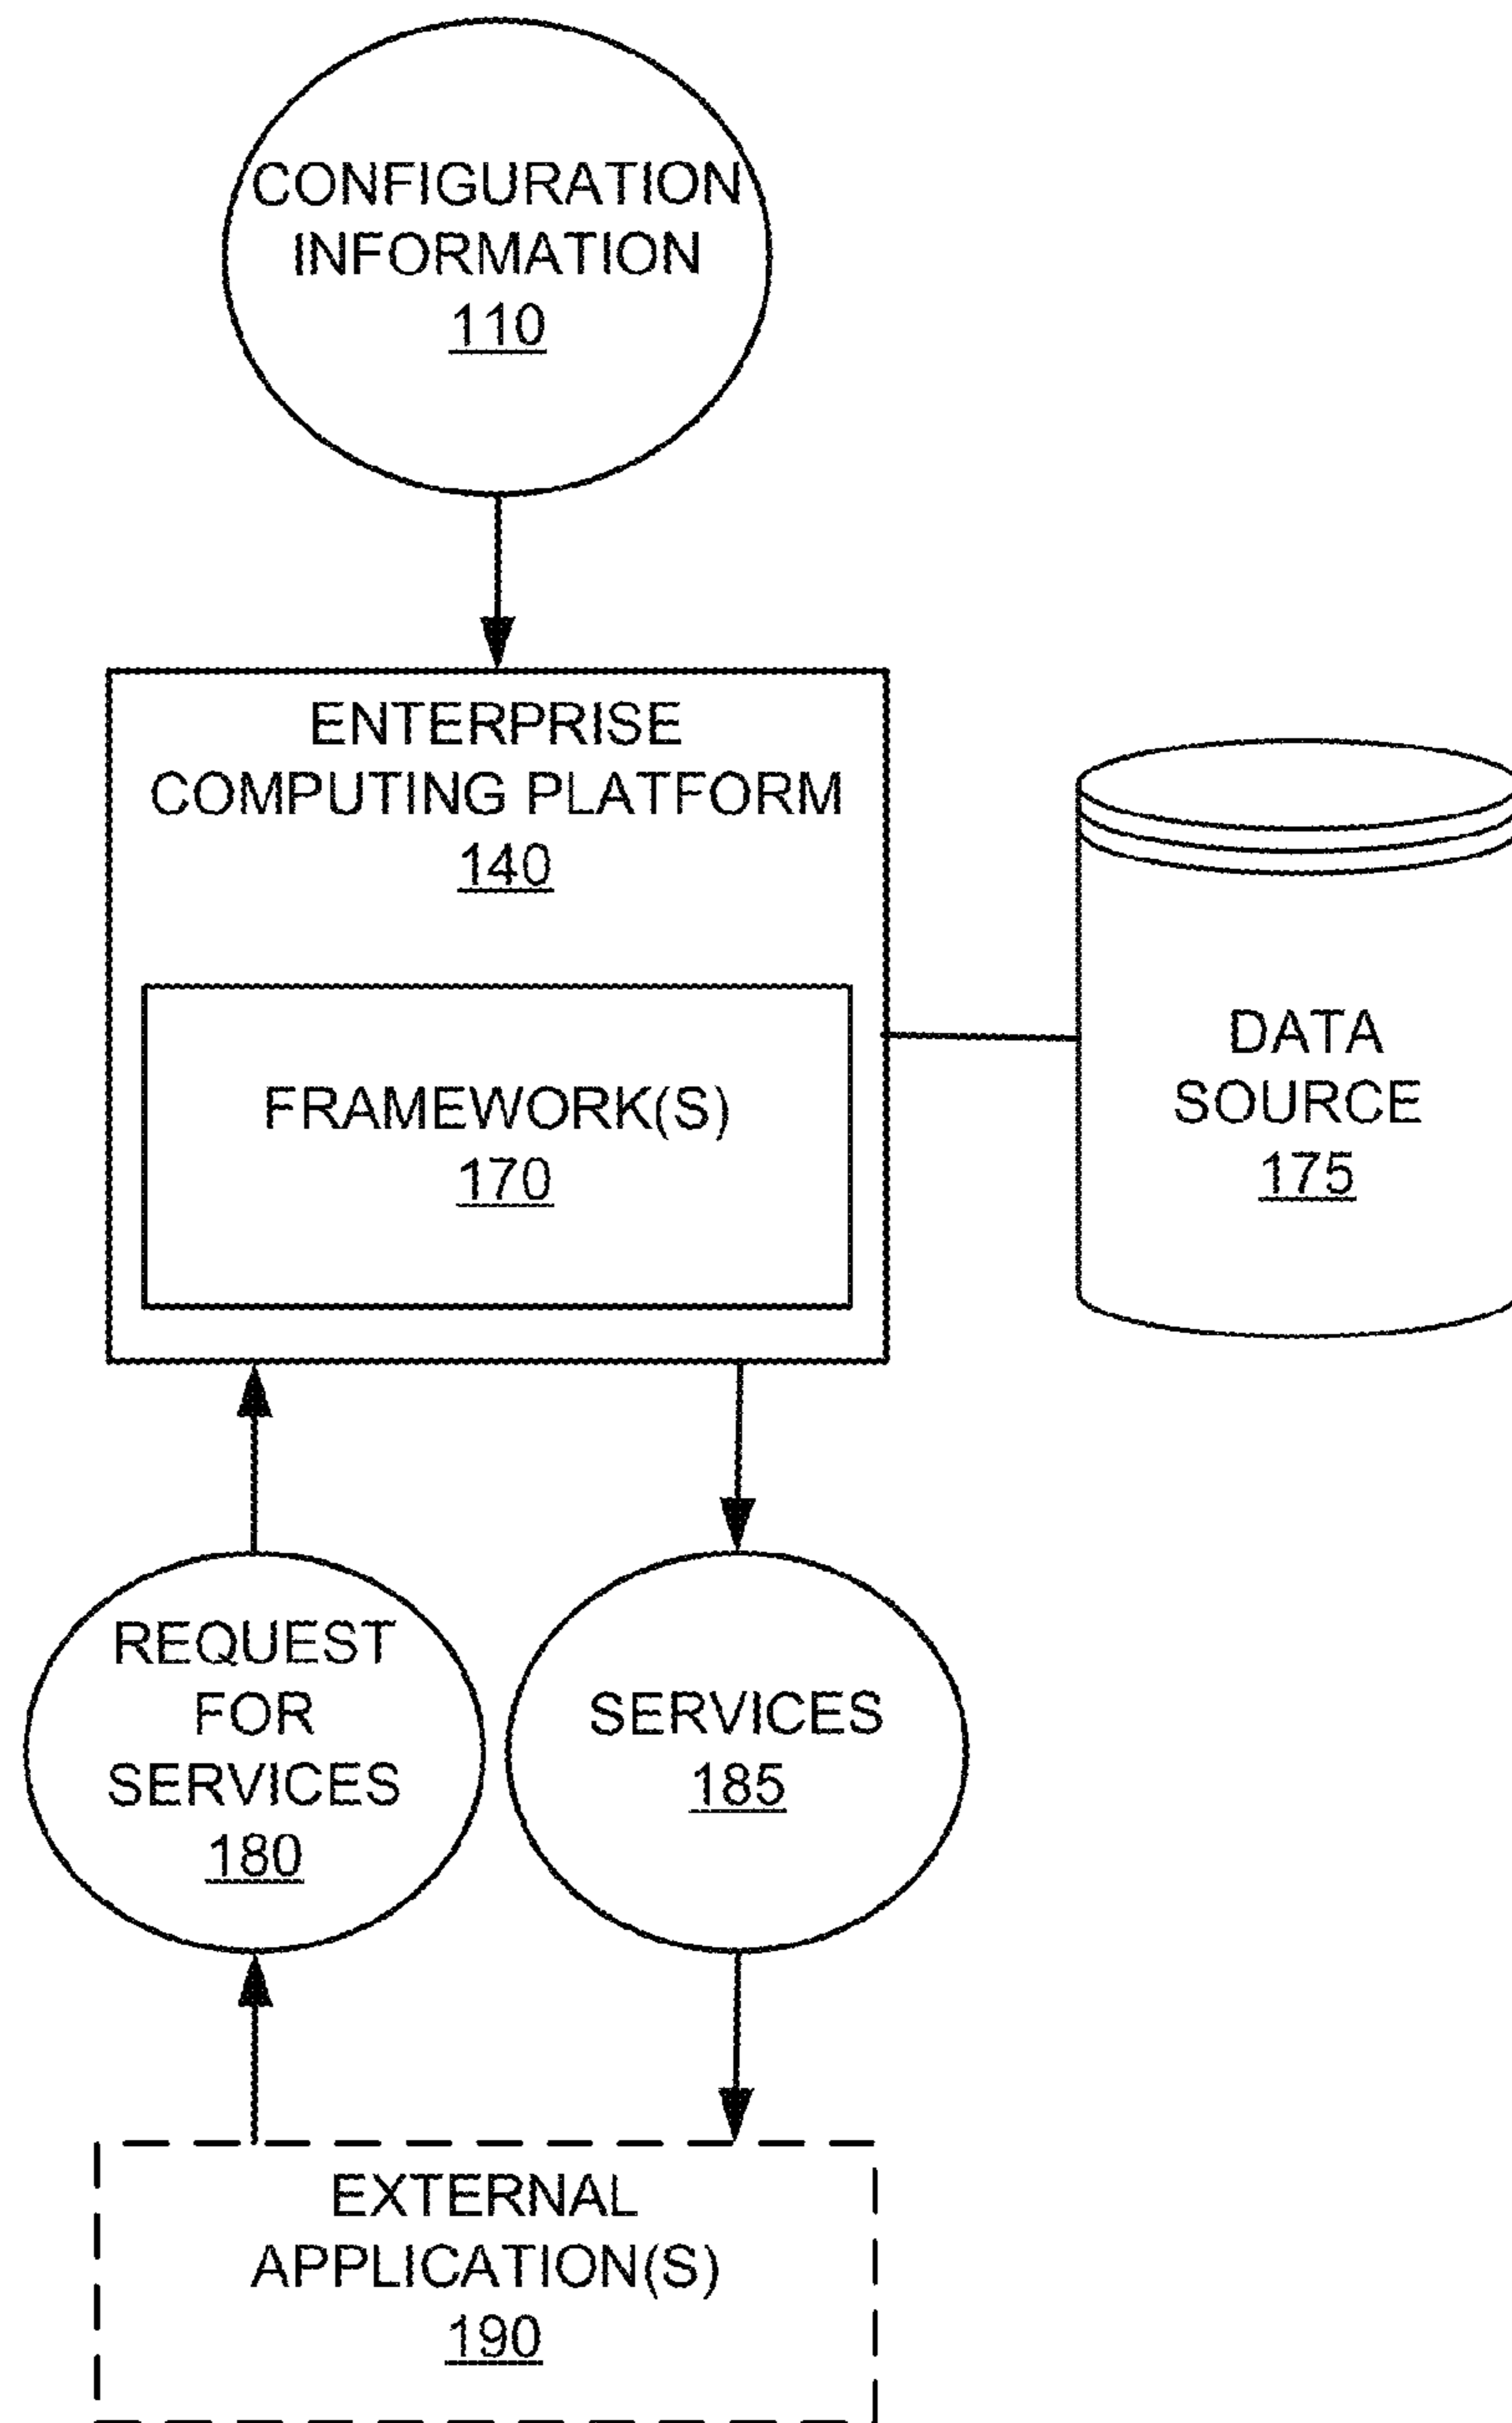 CONFIGURATION
INFORMATION
110
ENTERPRISE
COMPUTING PLATFORM
140
FRAMEWORK(S)
170
DATA
SOURCE
175
REQUEST
FOR
SERVICES
180
SERVICES
185
EXTERNAL
APPLICATION(S)
190